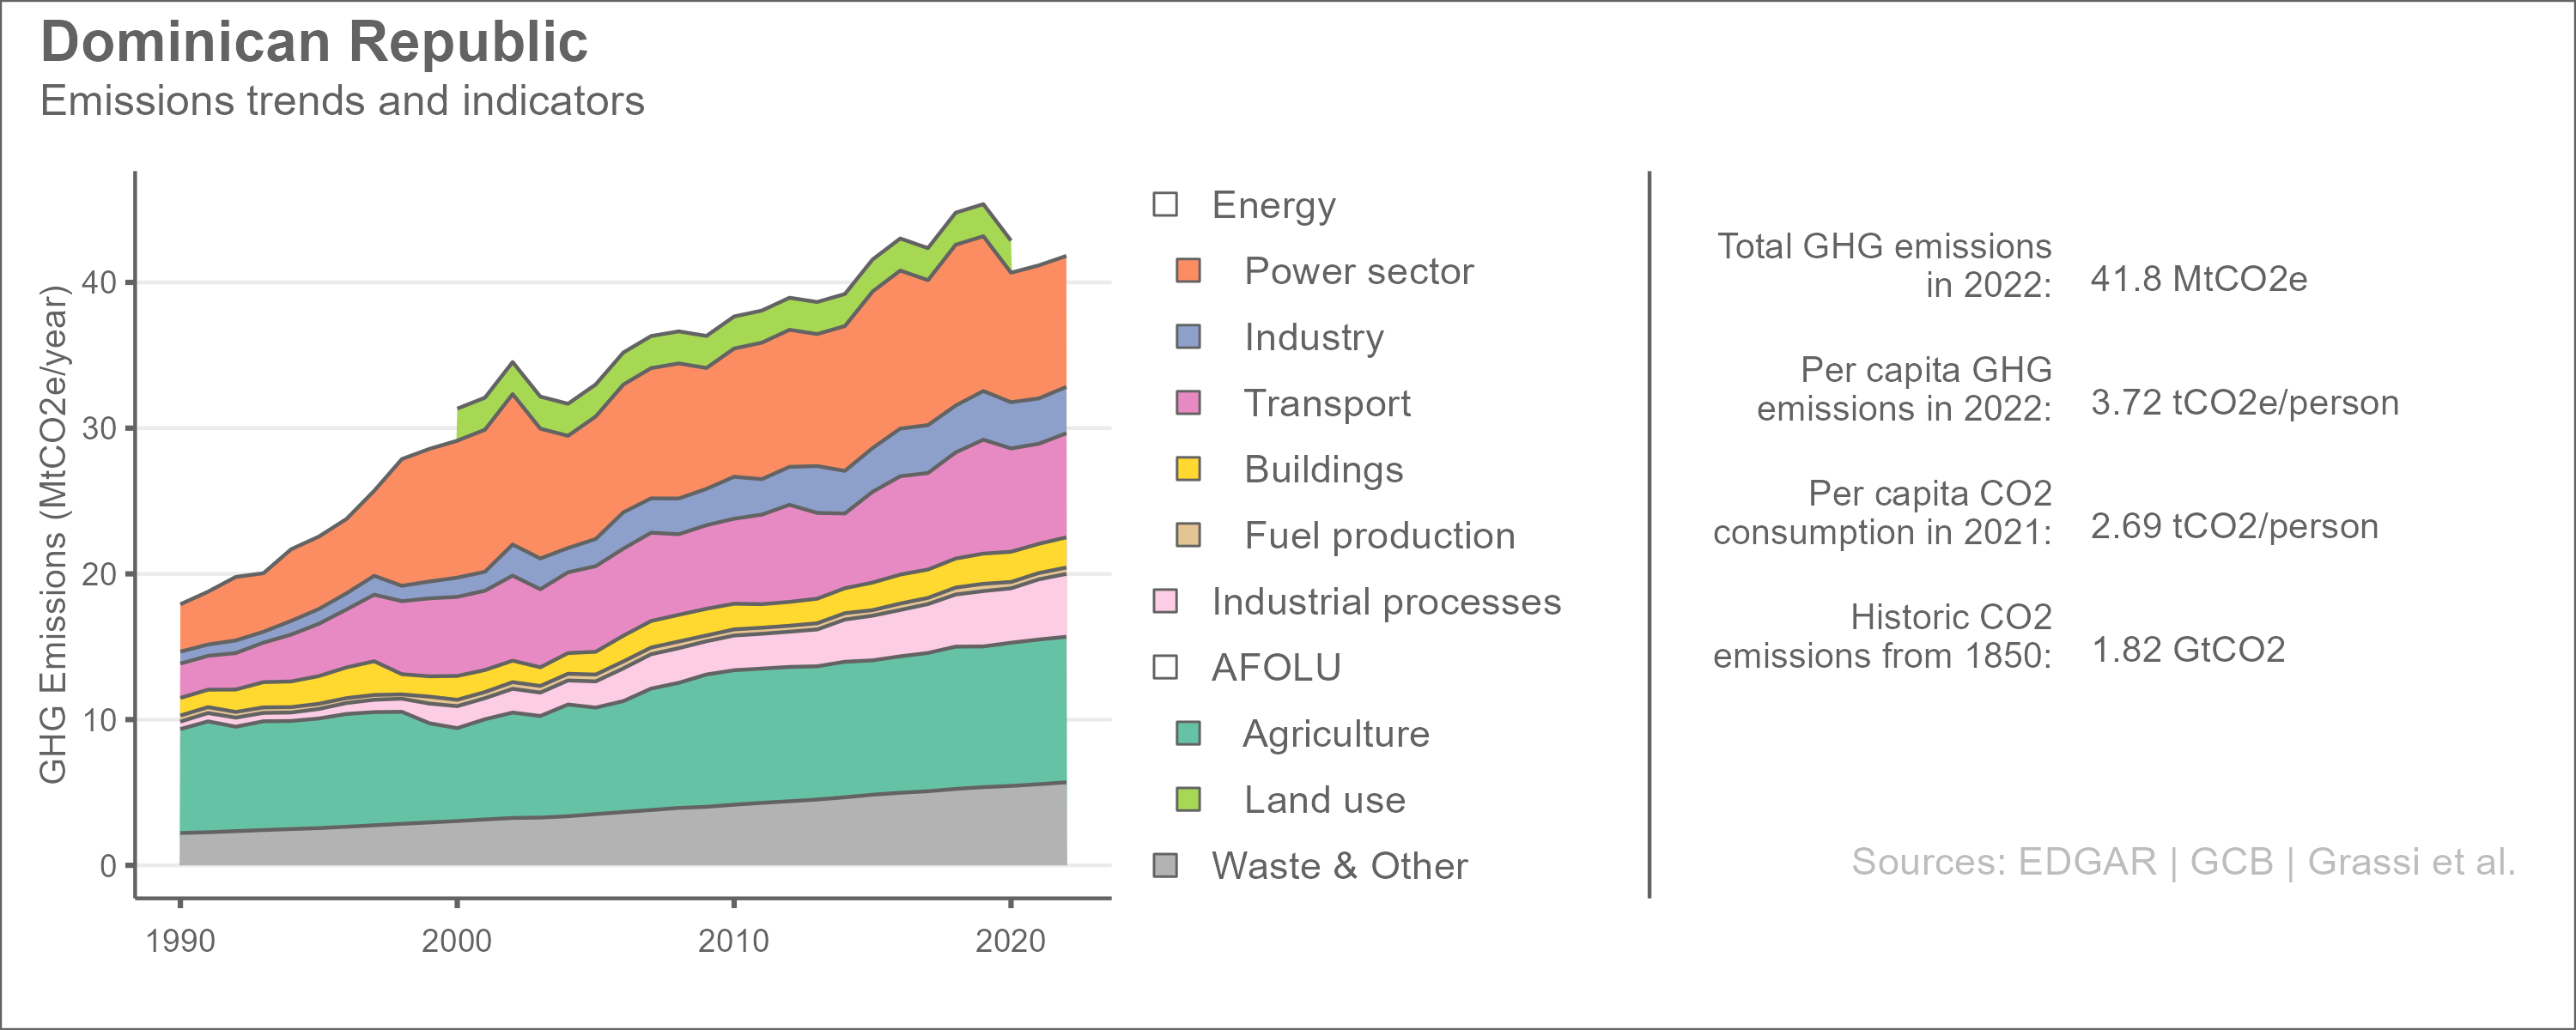 Dominican Republic
Emissions trends and indicators
GHG Emissions (MtCO2e/year)
40
30
20
10
0
1990
2000
2010
2020
Energy
Power sector
Industry
Transport
Buildings
Fuel production
Industrial processes
AFOLU
Agriculture
Land use
Waste & Other
Total GHG emissions
in 2022:
41.8 MtCO2e
Per capita GHG
emissions in 2022:
3.72 tCO2e/person
Per capita CO2
consumption in 2021:
2.69 tCO2/person
Historic CO2
emissions from 1850:
1.82 GtCO2
Sources: EDGAR | GCB | Grassi et al.